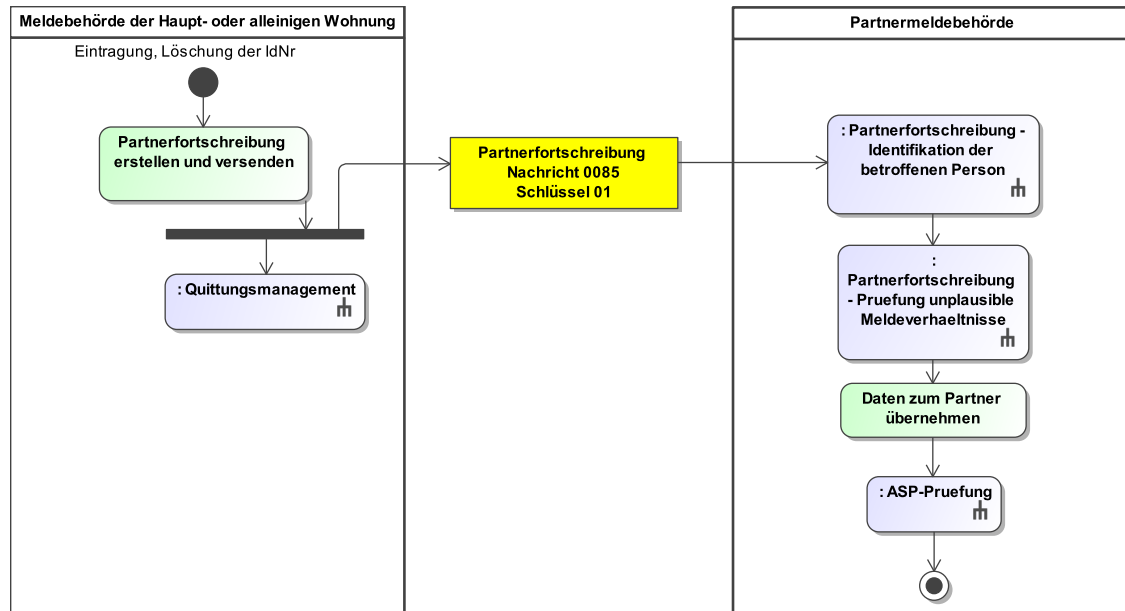 Meldebehörde der Haupt- oder alleinigen Wohnung
Eintragung, Löschung der IdNr
Partnerfortschreibung
erstellen und versenden
: Quittungsmanagement
Partnerfortschreibung
Nachricht 0085
Schlüssel 01
Partnermeldebehörde
: Partnerfortschreibung -
Identifikation der
betroffenen Person
:
Partnerfortschreibung
- Pruefung unplausible
Meldeverhaeltnisse
Daten zum Partner
übernehmen
: ASP-Pruefung